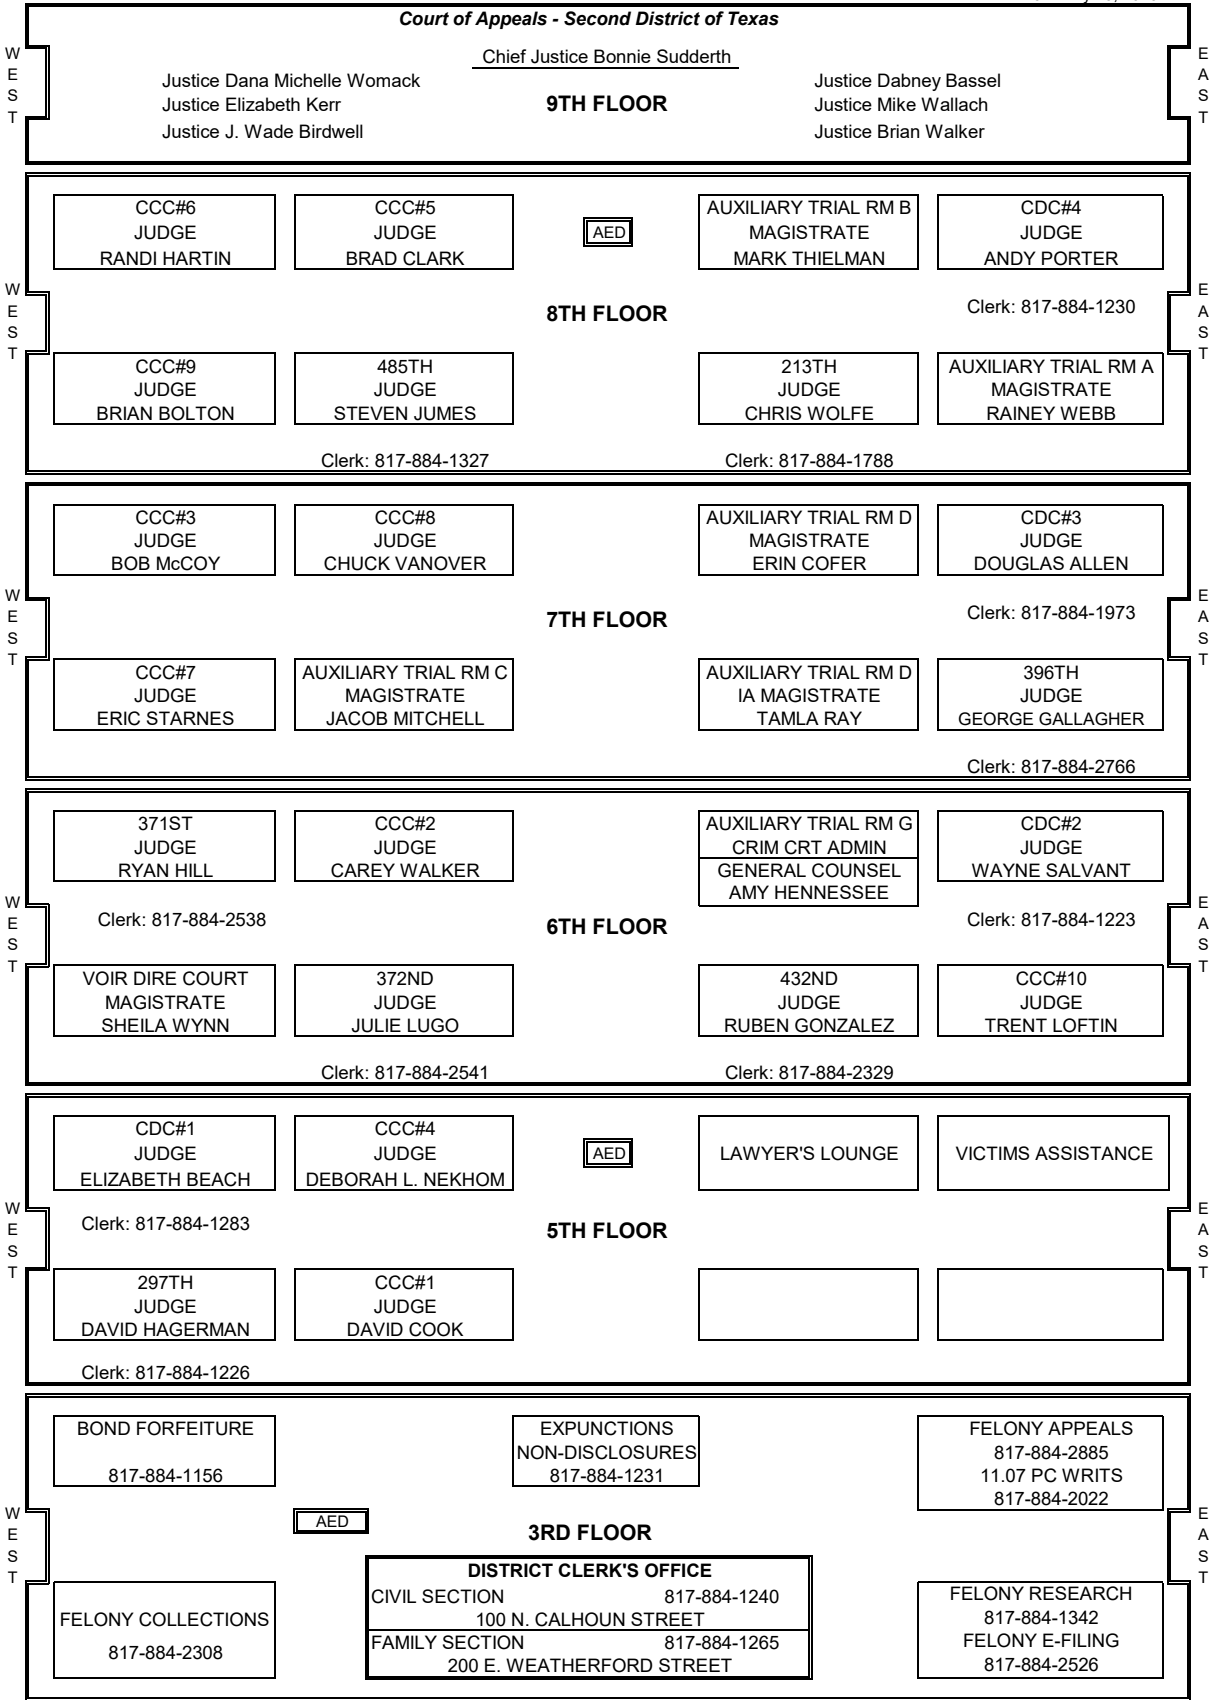 Court of Appeals - Second District of Texas
Chief Justice Bonnie Sudderth
Justice Dana Michelle Womack Justice Dabney Bassel
Justice Elizabeth Kerr 9TH FLOOR Justice Mike Wallach
Justice J. Wade Birdwell Justice Brian Walker
WEST
EAST
CCC#6
JUDGE
RANDI HARTIN
CCC#5
JUDGE
BRAD CLARK
AED
AUXILIARY TRIAL RM B
MAGISTRATE
MARK THIELMAN
CDC#4
JUDGE
ANDY PORTER
Clerk: 817-884-1230
WEST
8TH FLOOR
EAST
CCC#9
JUDGE
BRIAN BOLTON
485TH
JUDGE
STEVEN JUMES
Clerk: 817-884-1327
213TH
JUDGE
CHRIS WOLFE
Clerk: 817-884-1788
AUXILIARY TRIAL RM A
MAGISTRATE
RAINEY WEBB
CCC#3
JUDGE
BOB McCOY
CCC#8
JUDGE
CHUCK VANOVER
AUXILIARY TRIAL RM D
MAGISTRATE
ERIN COFER
CDC#3
JUDGE
DOUGLAS ALLEN
Clerk: 817-884-1973
WEST
7TH FLOOR
EAST
CCC#7
JUDGE
ERIC STARNES
AUXILIARY TRIAL RM C
MAGISTRATE
JACOB MITCHELL
AUXILIARY TRIAL RM D
IA MAGISTRATE
TAMLA RAY
396TH
JUDGE
GEORGE GALLAGHER
Clerk: 817-884-2766
371ST
JUDGE
RYAN HILL
Clerk: 817-884-2538
CCC#2
JUDGE
CAREY WALKER
AUXILIARY TRIAL RM G
CRIM CRT ADMIN
GENERAL COUNSEL
AMY HENNESSEE
CDC#2
JUDGE
WAYNE SALVANT
Clerk: 817-884-1223
WEST
6TH FLOOR
EAST
VOIR DIRE COURT
MAGISTRATE
SHEILA WYNN
372ND
JUDGE
JULIE LUGO
Clerk: 817-884-2541
432ND
JUDGE
RUBEN GONZALEZ
Clerk: 817-884-2329
CCC#10
JUDGE
TRENT LOFTIN
CDC#1
JUDGE
ELIZABETH BEACH
Clerk: 817-884-1283
CCC#4
JUDGE
DEBORAH L. NEKHOM
AED
LAWYER'S LOUNGE
VICTIMS ASSISTANCE
WEST
5TH FLOOR
EAST
297TH
JUDGE
DAVID HAGERMAN
Clerk: 817-884-1226
CCC#1
JUDGE
DAVID COOK
BOND FORFEITURE
817-884-1156
EXPUNCTIONS
NON-DISCLOSURES
817-884-1231
FELONY APPEALS
817-884-2885
11.07 PC WRITS
817-884-2022
WEST
AED
3RD FLOOR
EAST
FELONY COLLECTIONS
817-884-2308
DISTRICT CLERK'S OFFICE
CIVIL SECTION 817-884-1240
100 N. CALHOUN STREET
FAMILY SECTION 817-884-1265
200 E. WEATHERFORD STREET
FELONY RESEARCH
817-884-1342
FELONY E-FILING
817-884-2526